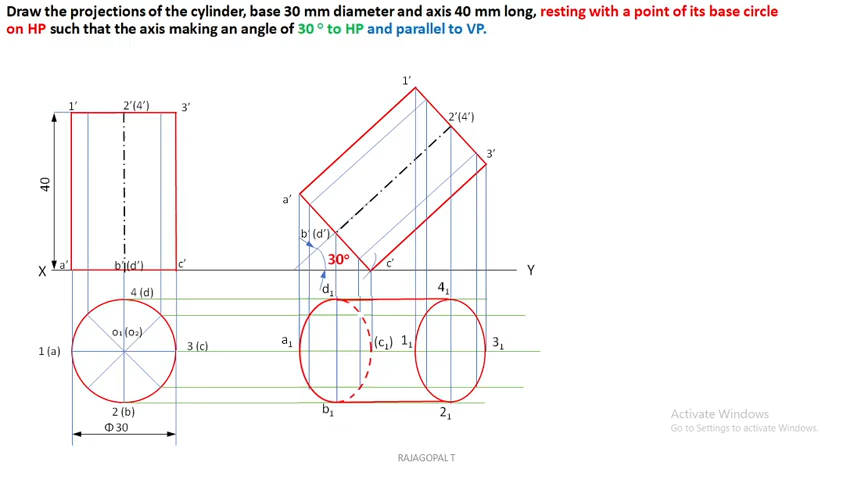 Draw the projections of the cylinder, base 30 mm diameter and axis 40 mm long, resting with a point of its base circle
on HP such that the axis making an angle of 30 º to HP and parallel to VP.
1’
1’ 2’(4’) 3’
2’(4’)
3’
40
a’
b’ (d’)
30º
X a’ b’(d’) c’ c’ Y
4 (d) d₁ 4₁
o₁ (o₂)
1 (a) 3 (c) a₁ (c₁) 1₁ 3₁
2 (b) b₁ 2₁
Φ 30
Activate Windows
Go to Settings to activate Windows.
RAJAGOPAL T